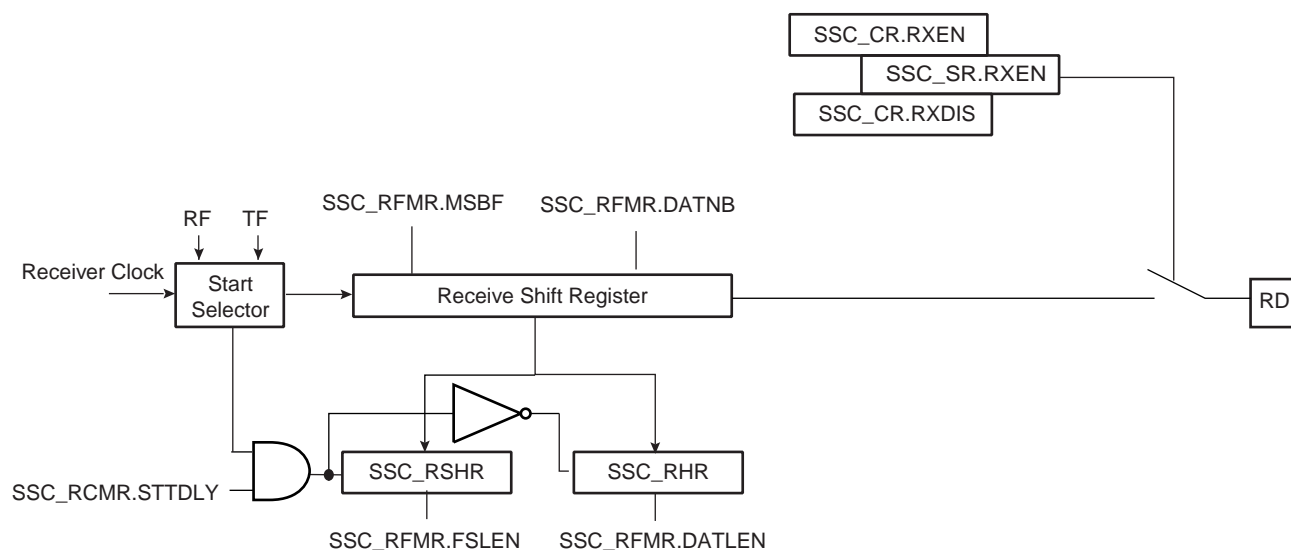 SSC_CR.RXEN
SSC_SR.RXEN
SSC_CR.RXDIS
SSC_RFMR.MSBF
SSC_RFMR.DATNB
RF
TF
Receiver Clock
Start
Selector
Receive Shift Register
RD
SSC_RSHR
SSC_RHR
SSC_RCMR.STTDLY
SSC_RFMR.FSLEN
SSC_RFMR.DATLEN